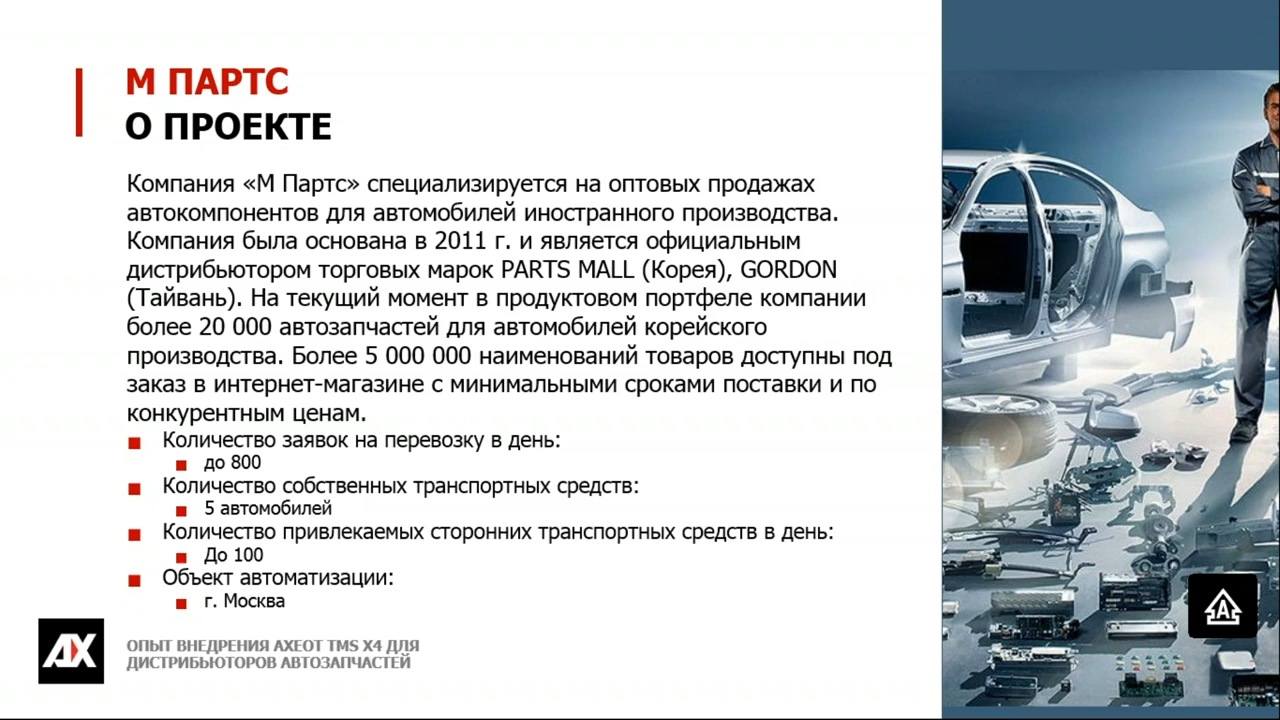 М ПАРТС
О ПРОЕКТЕ
Компания «М Партс» специализируется на оптовых продажах
автокомпонентов для автомобилей иностранного производства.
Компания была основана в 2011 г. и является официальным
дистрибьютором торговых марок PARTS MALL (Корея), GORDON
(Тайвань). На текущий момент в продуктовом портфеле компании
более 20 000 автозапчастей для автомобилей корейского
производства. Более 5 000 000 наименований товаров доступны под
заказ в интернет-магазине с минимальными сроками поставки и по
конкурентным ценам.
Количество заявок на перевозку в день:
до 800
Количество собственных транспортных средств:
5 автомобилей
Количество привлекаемых сторонних транспортных средств в день:
До 100
Объект автоматизации:
г. Москва
AX
ОПЫТ ВНЕДРЕНИЯ AXELOT TMS X4 ДЛЯ
ДИСТРИБЬЮТОРОВ АВТОЗАПЧАСТЕЙ
A